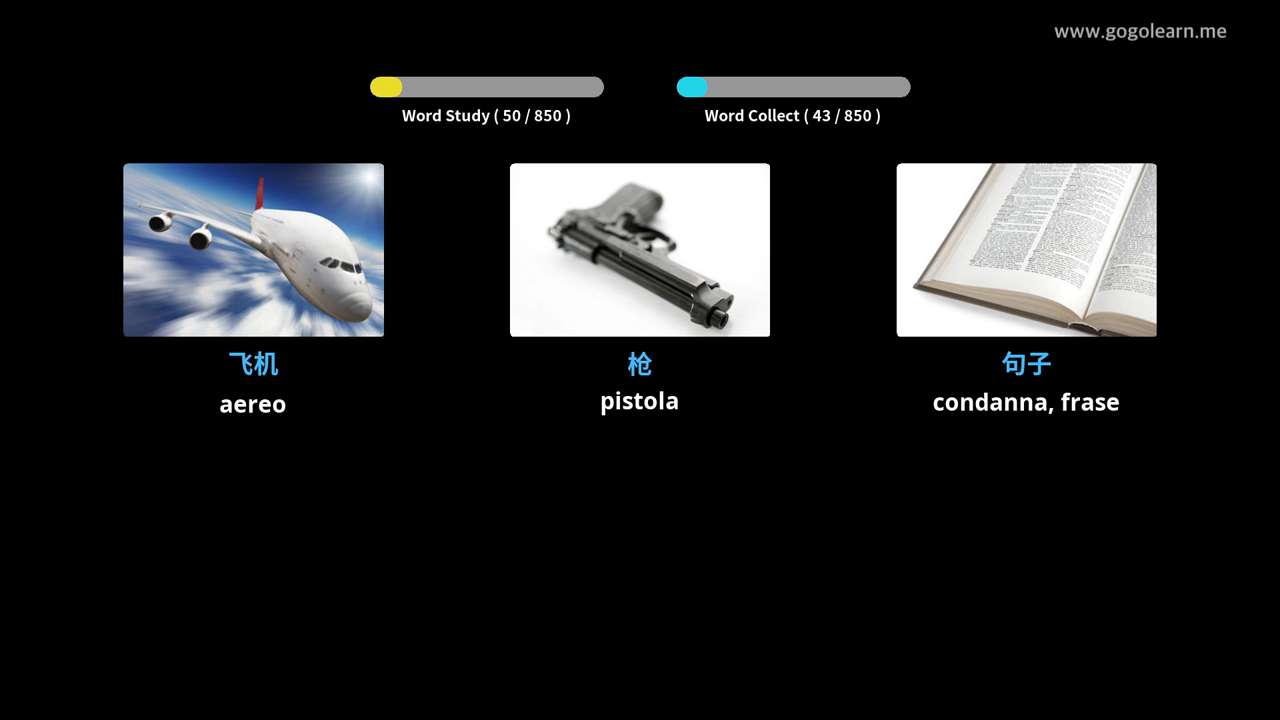 www.gogolearn.me
Word Study ( 50 / 850 )
Word Collect ( 43 / 850 )
飞机
枪
句子
aereo
pistola
condanna, frase